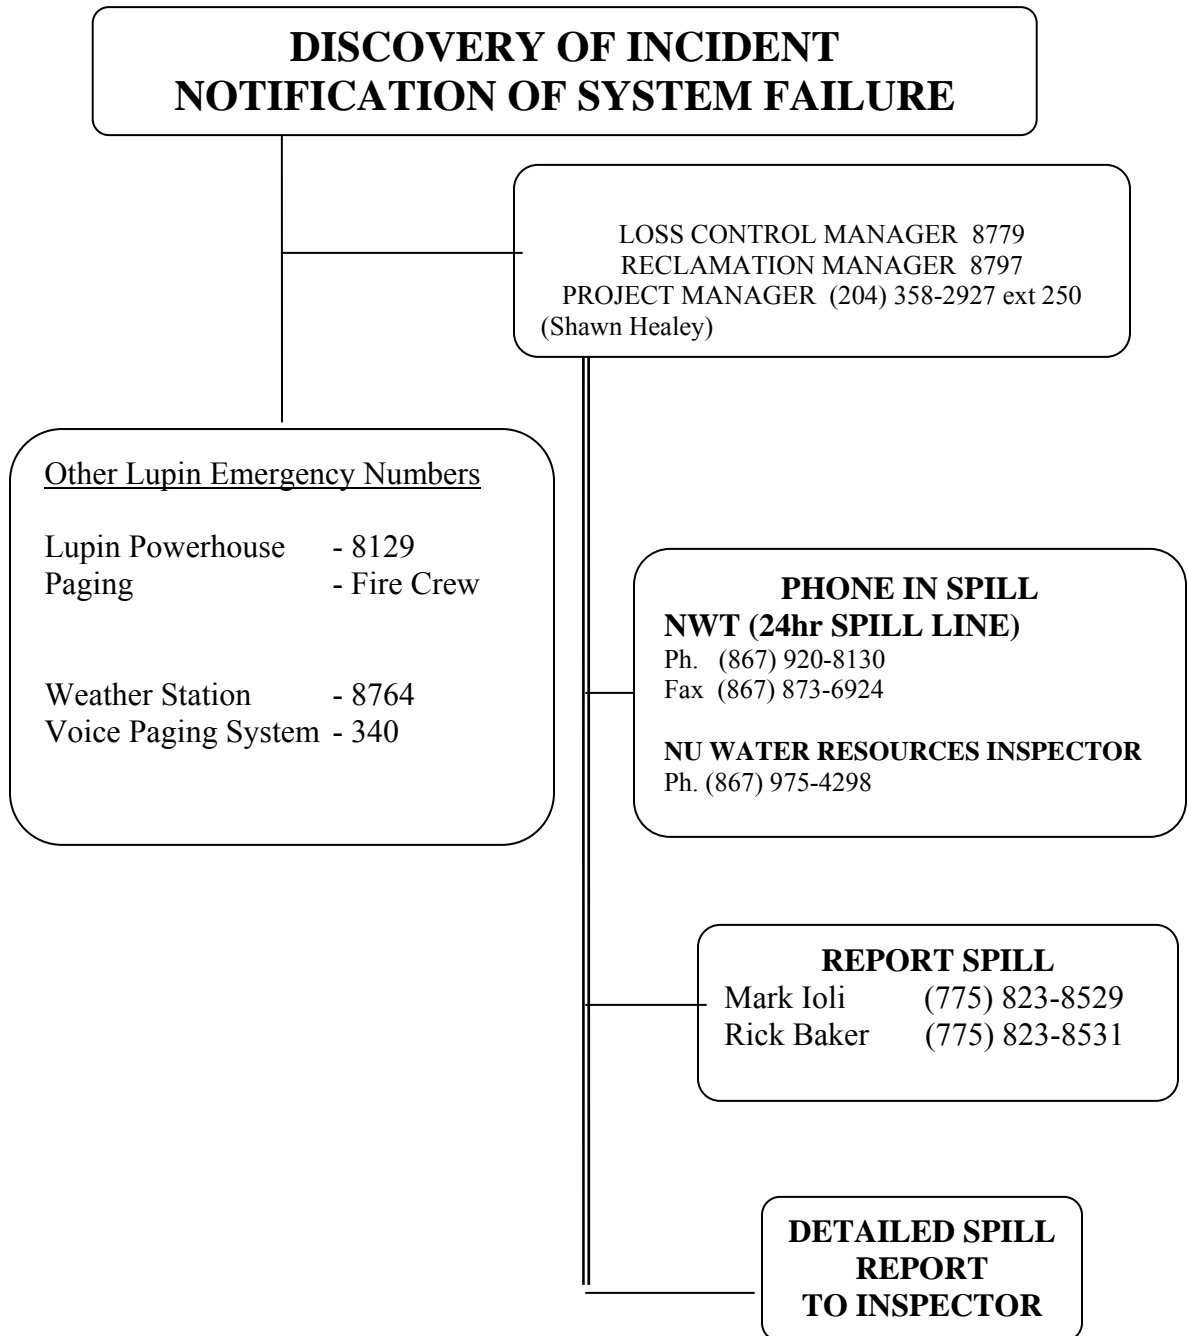 DISCOVERY OF INCIDENT
NOTIFICATION OF SYSTEM FAILURE
LOSS CONTROL MANAGER 8779
RECLAMATION MANAGER 8797
PROJECT MANAGER (204) 358-2927 ext 250
(Shawn Healey)
Other Lupin Emergency Numbers
Lupin Powerhouse - 8129
Paging - Fire Crew
Weather Station - 8764
Voice Paging System - 340
PHONE IN SPILL
NWT (24hr SPILL LINE)
Ph. (867) 920-8130
Fax (867) 873-6924
NU WATER RESOURCES INSPECTOR
Ph. (867) 975-4298
REPORT SPILL
Mark Ioli (775) 823-8529
Rick Baker (775) 823-8531
DETAILED SPILL
REPORT
TO INSPECTOR